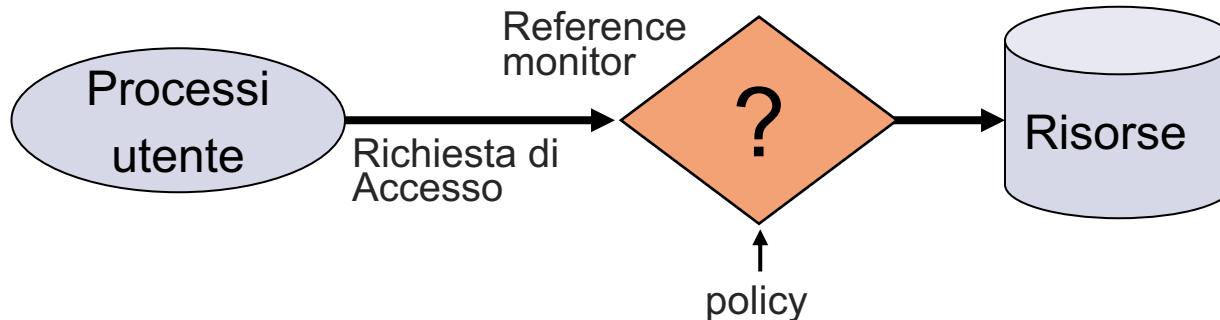 Processi
utente
Richiesta di
Accesso
Reference
monitor
?
policy
Risorse